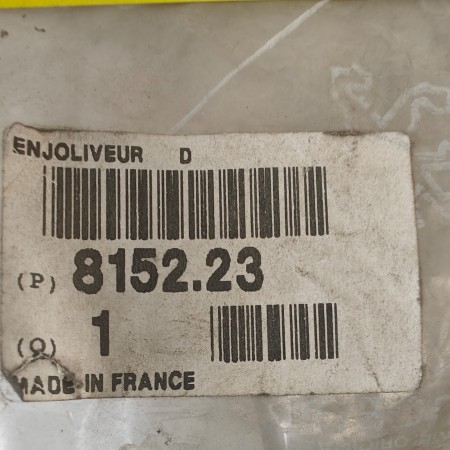 ENJOLIVEUR D
(P) 8152.23
(Q) 1
MADE IN FRANCE